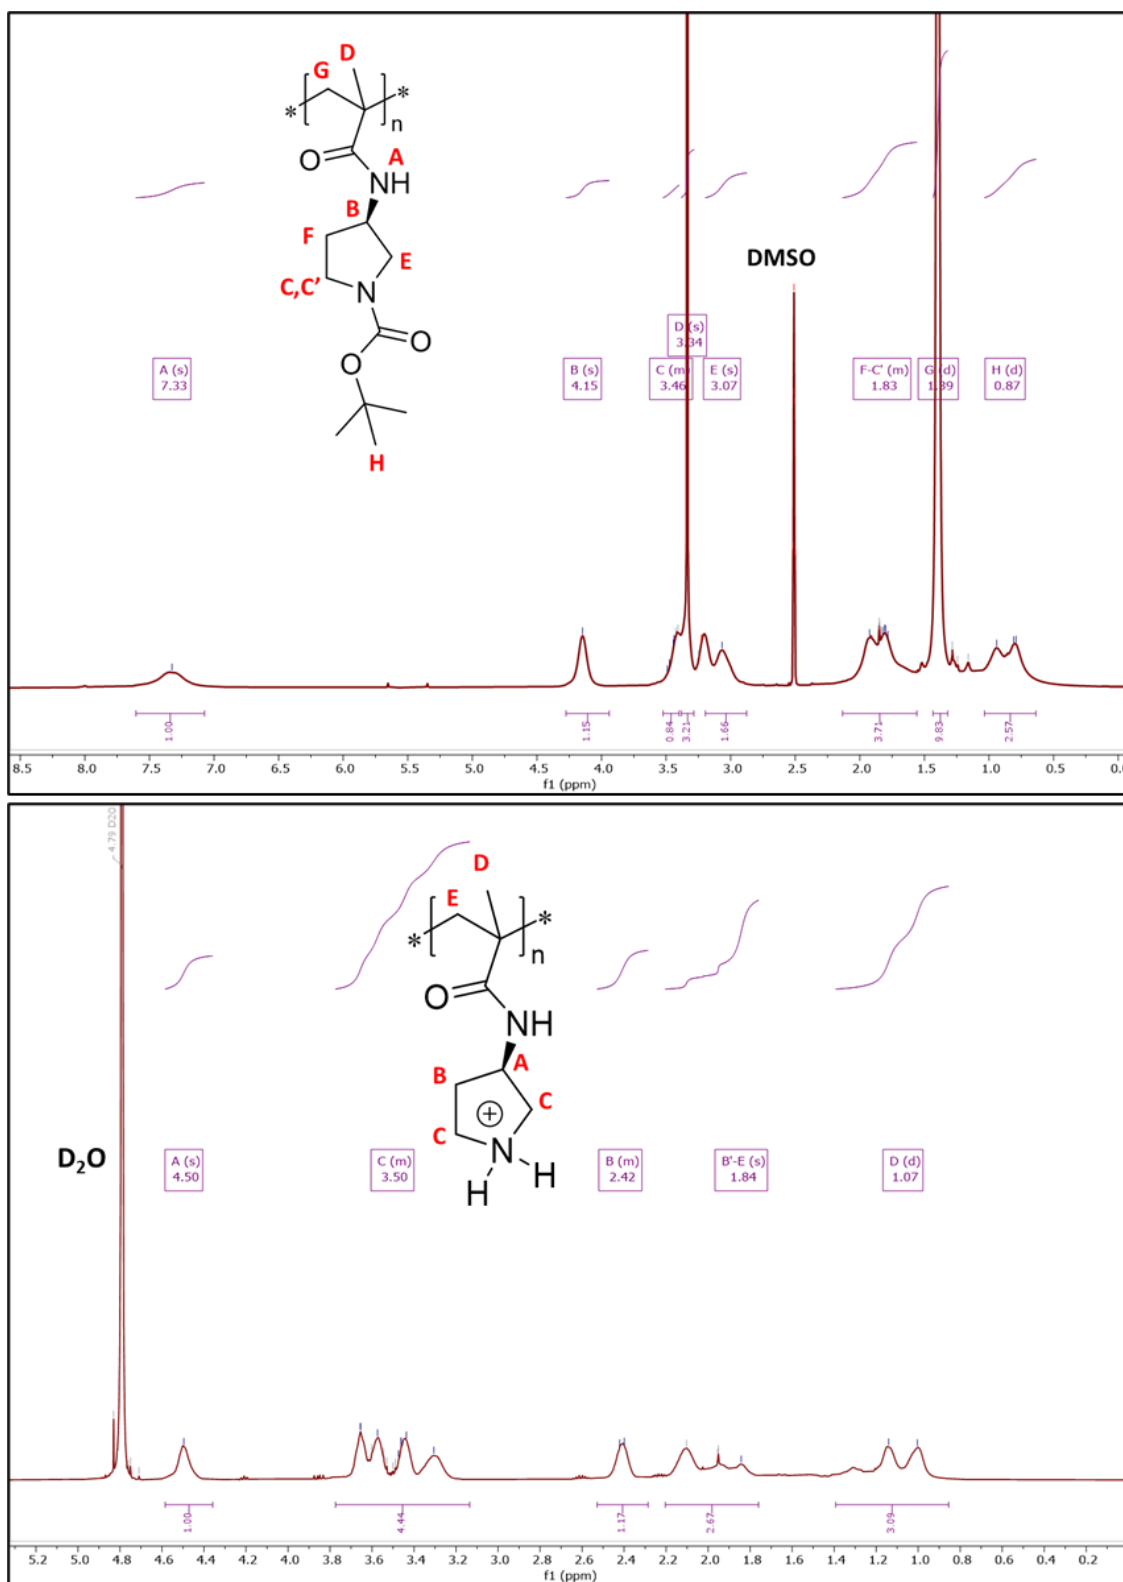 D
G
*
*
n
O
A
NH
B
F
E
C,C'
N
O
O
H
DMSO
D (s)
3.34
A (s)
7.33
B (s)
4.15
C (m)
3.46
E (s)
3.07
F-C' (m)
1.83
G (d)
1.39
H (d)
0.87
1.00
1.15
0.84
3.21
1.66
3.71
9.83
2.57
8.5 8.0 7.5 7.0 6.5 6.0 5.5 5.0 4.5 4.0 3.5 3.0 2.5 2.0 1.5 1.0 0.5 0.0
f1 (ppm)
4.79 D2O
D
E
*
*
n
O
NH
A
B
C
+
C
N
H
H
D₂O
A (s)
4.50
C (m)
3.50
B (m)
2.42
B'-E (s)
1.84
D (d)
1.07
1.00
4.44
1.17
2.67
3.09
5.2 5.0 4.8 4.6 4.4 4.2 4.0 3.8 3.6 3.4 3.2 3.0 2.8 2.6 2.4 2.2 2.0 1.8 1.6 1.4 1.2 1.0 0.8 0.6 0.4 0.2
f1 (ppm)